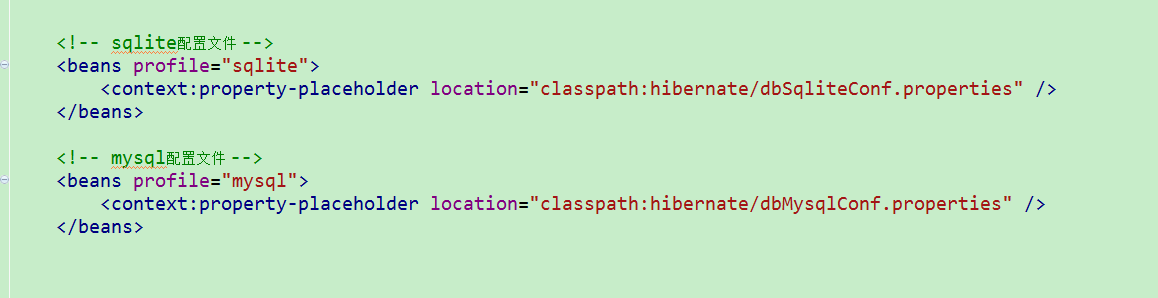 <!-- sqlite配置文件 -->
<beans profile="sqlite">
<context:property-placeholder location="classpath:hibernate/dbSqliteConf.properties" />
</beans>
<!-- mysql配置文件 -->
<beans profile="mysql">
<context:property-placeholder location="classpath:hibernate/dbMysqlConf.properties" />
</beans>